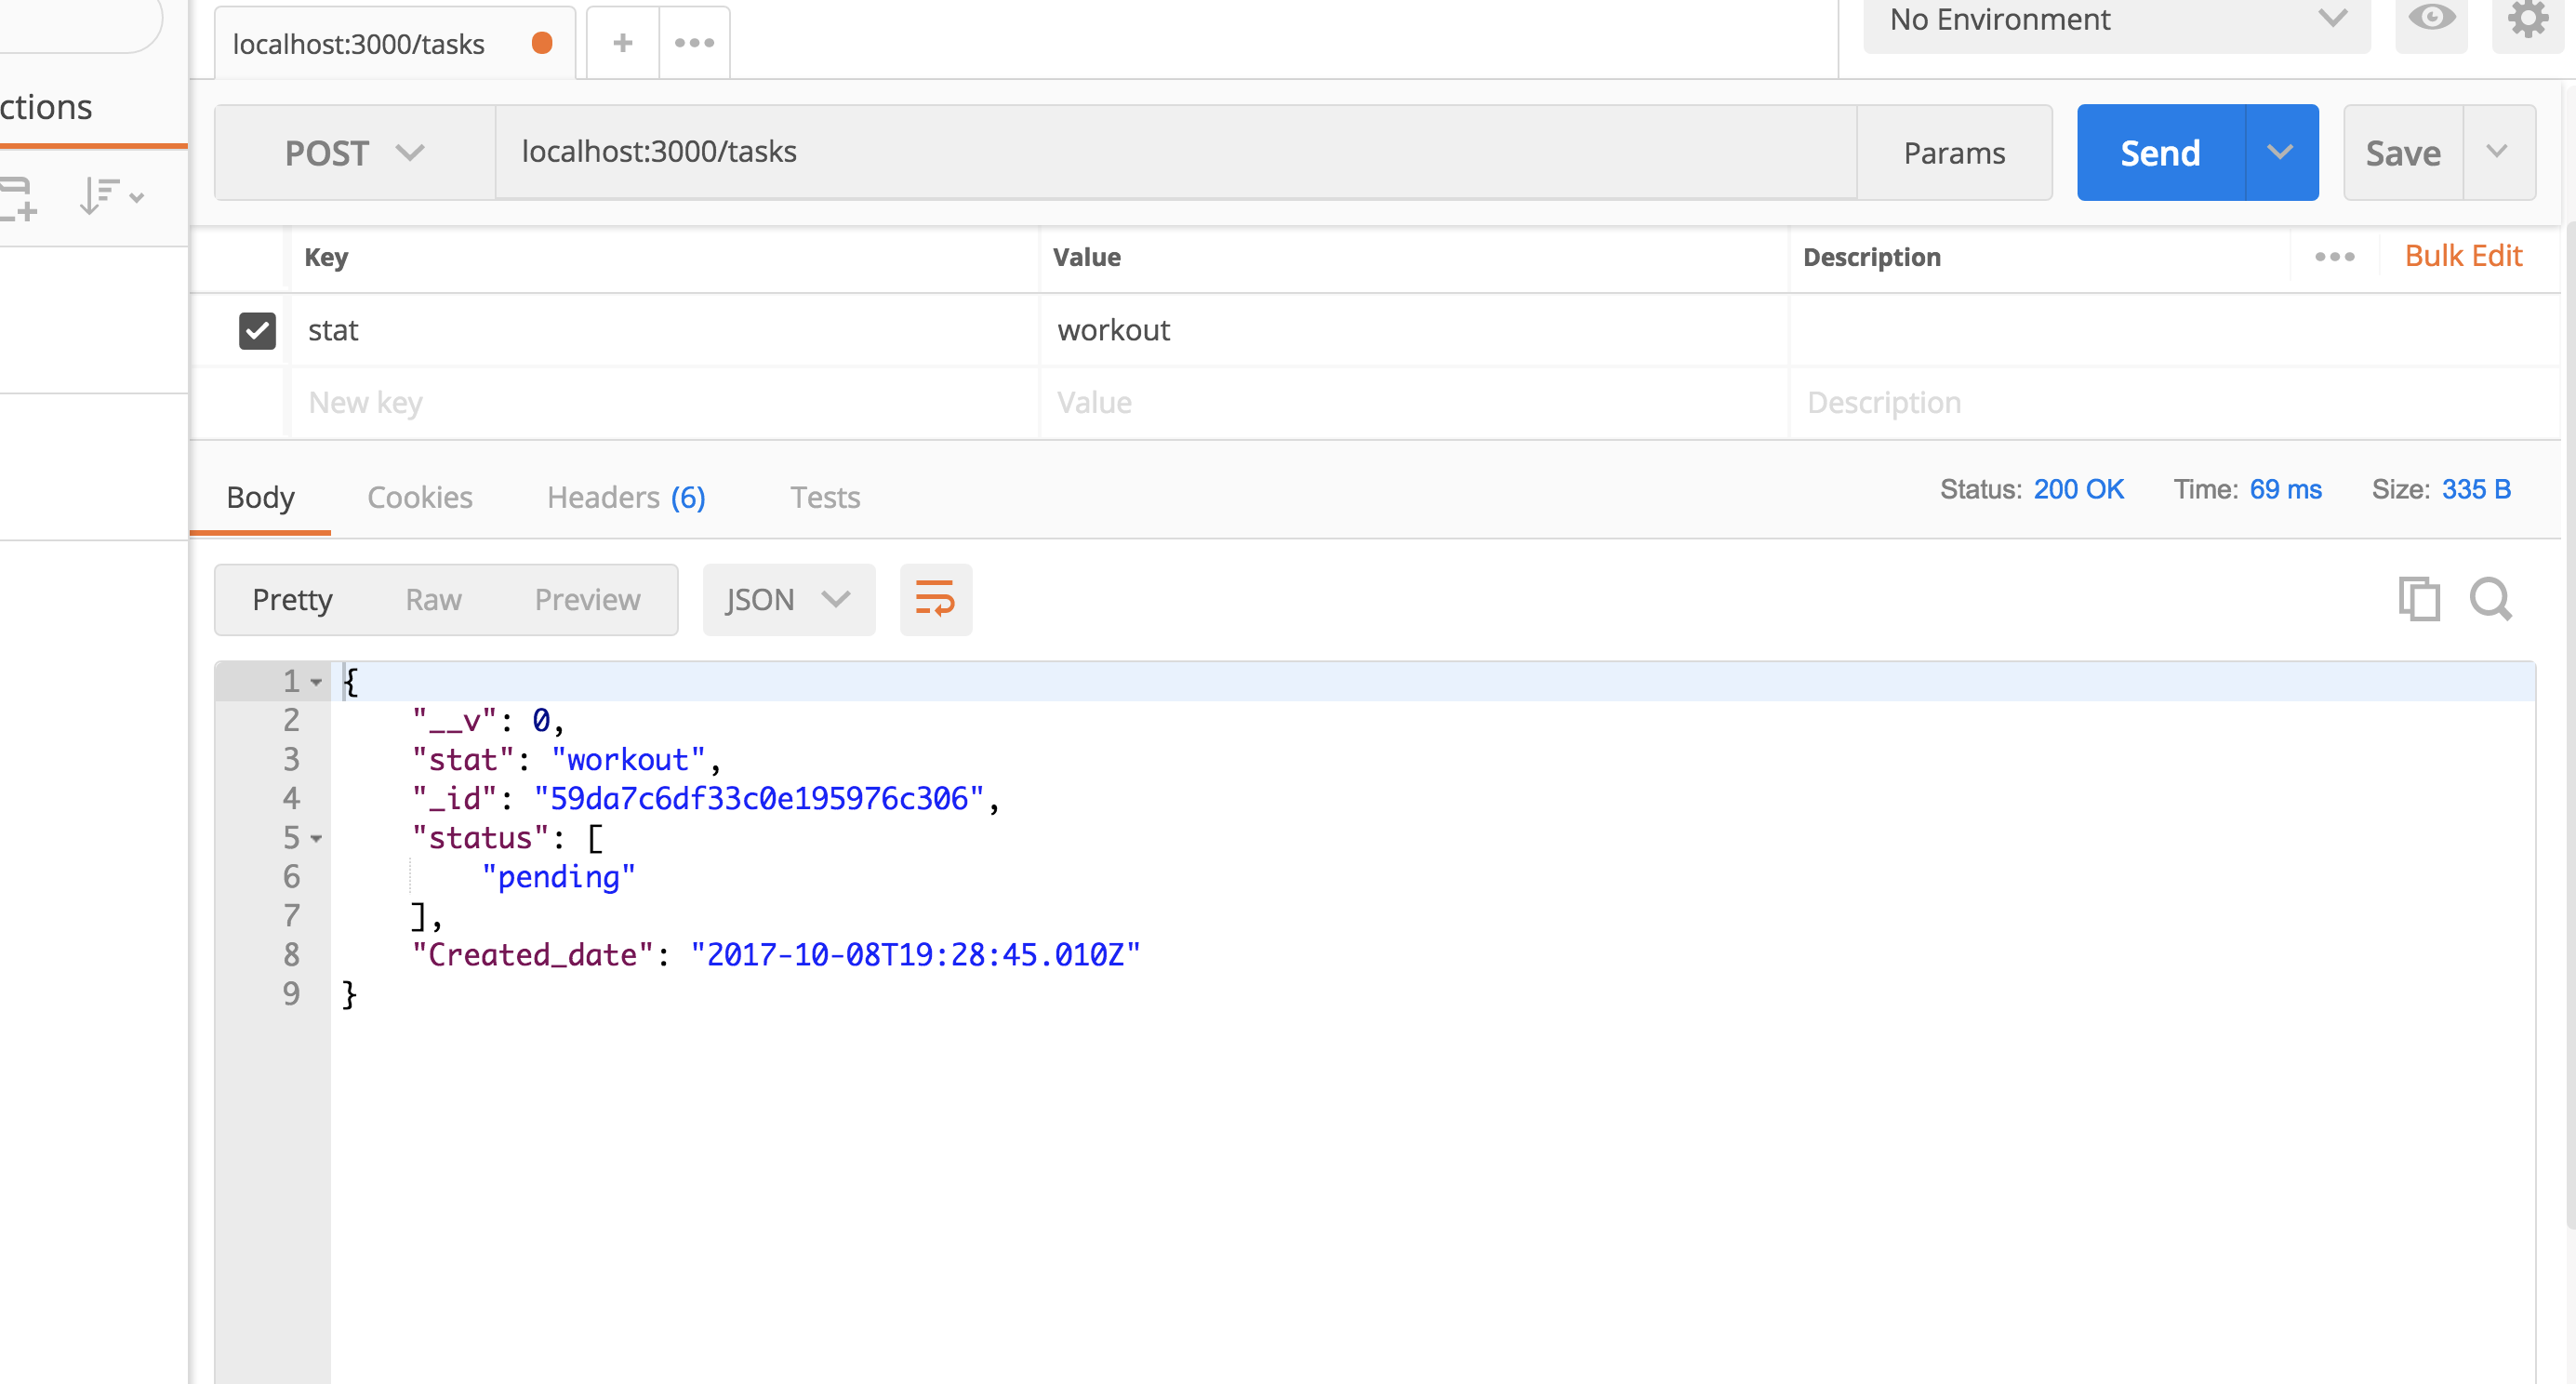 localhost:3000/tasks
No Environment
ctions
POST localhost:3000/tasks Params Send Save
Key Value Description Bulk Edit
stat workout
New key Value Description
Body Cookies Headers (6) Tests Status: 200 OK Time: 69 ms Size: 335 B
Pretty Raw Preview JSON
1 {
2 "__v": 0,
3 "stat": "workout",
4 "_id": "59da7c6df33c0e195976c306",
5 "status": [
6 "pending"
7 ],
8 "Created_date": "2017-10-08T19:28:45.010Z"
9 }